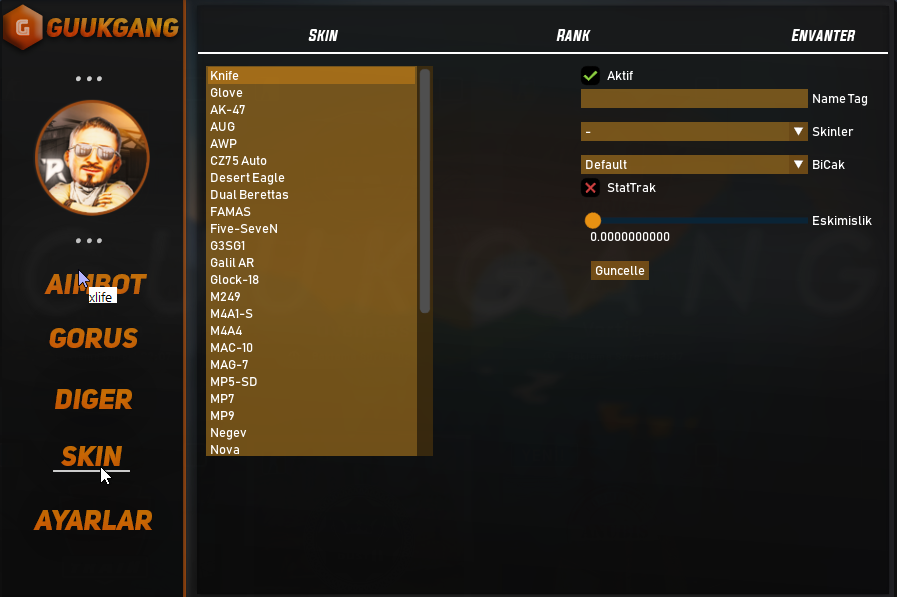 GUUKGANG
SKIN RANK ENVANTER
AIMBOT
xlife
GORUS
DIGER
SKIN
AYARLAR
Knife
Glove
AK-47
AUG
AWP
CZ75 Auto
Desert Eagle
Dual Berettas
FAMAS
Five-SeveN
G3SG1
Galil AR
Glock-18
M249
M4A1-S
M4A4
MAC-10
MAG-7
MP5-SD
MP7
MP9
Negev
Nova
Aktif
Name Tag
- Skinler
Default BiCak
StatTrak
Eskimislik
0.0000000000
Guncelle